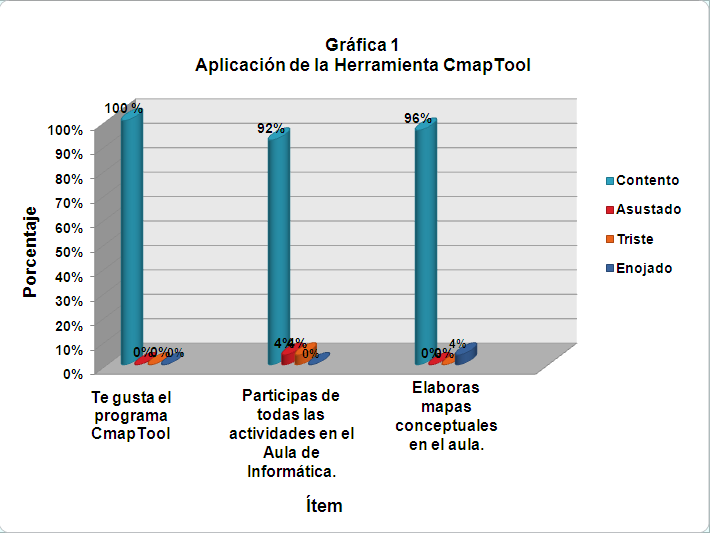 Gráfica 1
Aplicación de la Herramienta CmapTool
Porcentaje
100%
90%
80%
70%
60%
50%
40%
30%
20%
10%
0%
100 %
0%
0%
0%
92%
4%
4%
0%
96%
0%
0%
4%
Contento
Asustado
Triste
Enojado
Te gusta el
programa
CmapTool
Participas de
todas las
actividades en el
Aula de
Informática.
Elaboras
mapas
conceptuales
en el aula.
Ítem